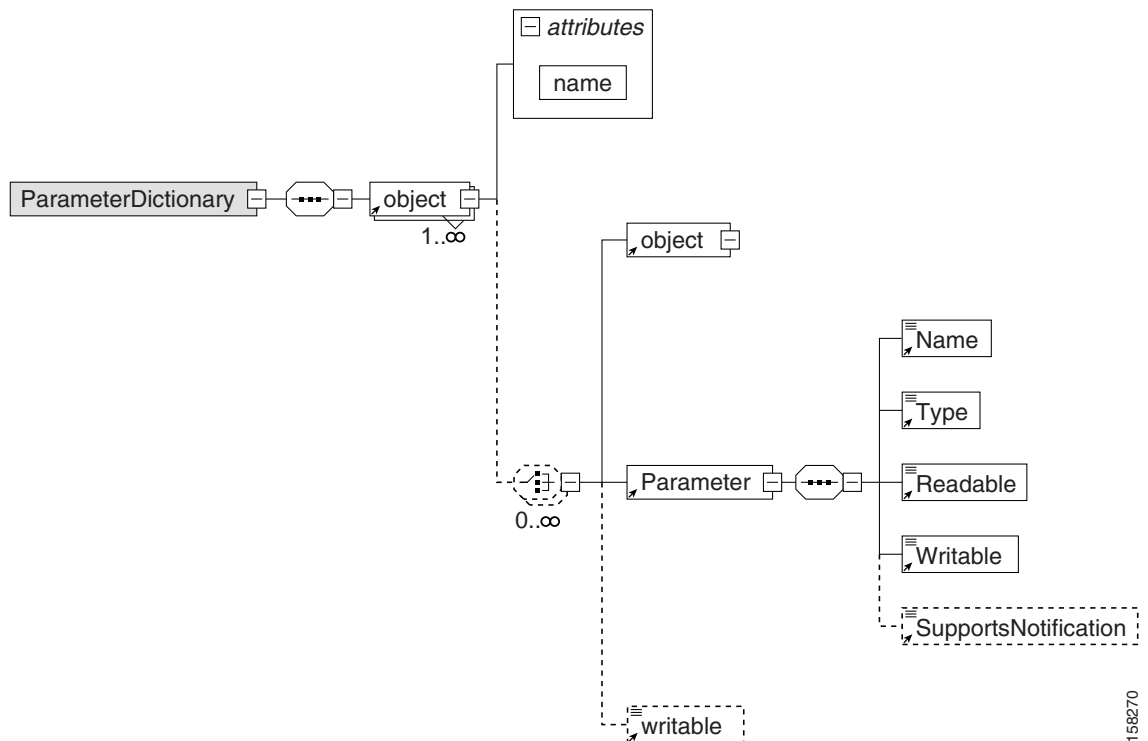 attributes
name
ParameterDictionary
object
1..∞
object
Name
Type
Readable
Parameter
0..∞
Writable
SupportsNotification
writable
158270